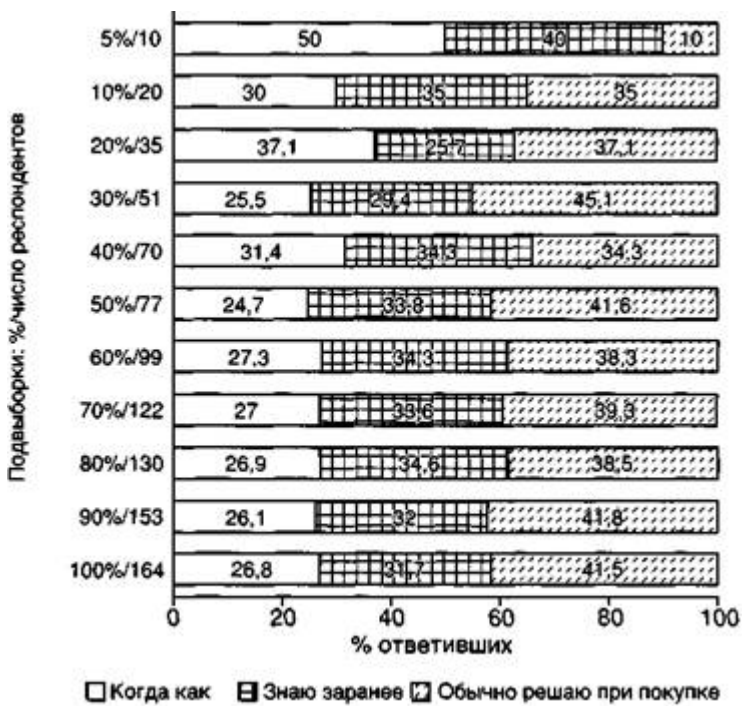 Подвыборки: %/число респондентов
5%/10 50 40 10
10%/20 30 35 35
20%/35 37,1 25,7 37,1
30%/51 25,5 29,4 45,1
40%/70 31,4 34,3 34,3
50%/77 24,7 33,8 41,6
60%/99 27,3 34,3 38,3
70%/122 27 33,6 39,3
80%/130 26,9 34,6 38,5
90%/153 26,1 32 41,8
100%/164 26,8 31,7 41,5
0 20 40 60 80 100
% ответивших
Когда как Знаю заранее Обычно решаю при покупке